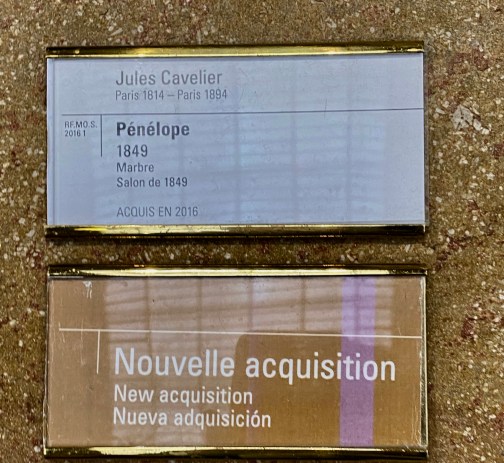 Jules Cavelier
Paris 1814 – Paris 1894
RF.MO.S.
2016 1
Pénélope
1849
Marbre
Salon de 1849
ACQUIS EN 2016
Nouvelle acquisition
New acquisition
Nueva adquisición